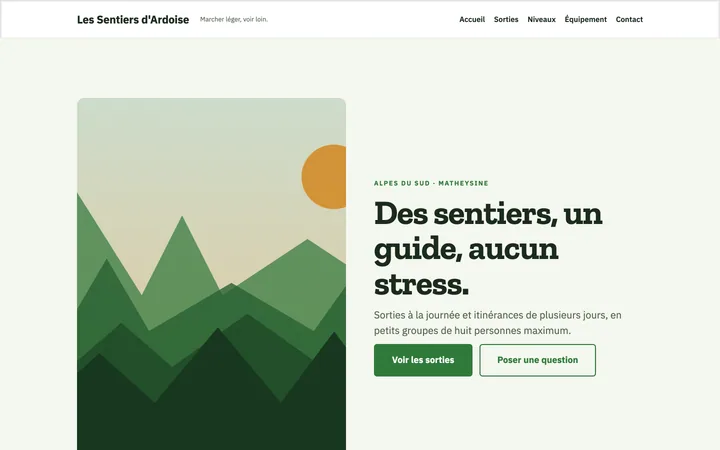 Les Sentiers d'Ardoise
Marcher léger, voir loin.
Accueil
Sorties
Niveaux
Équipement
Contact
ALPES DU SUD - MATHEYSINE
Des sentiers, un
guide, aucun
stress.
Sorties à la journée et itinérances de plusieurs jours, en
petits groupes de huit personnes maximum.
Voir les sorties
Poser une question